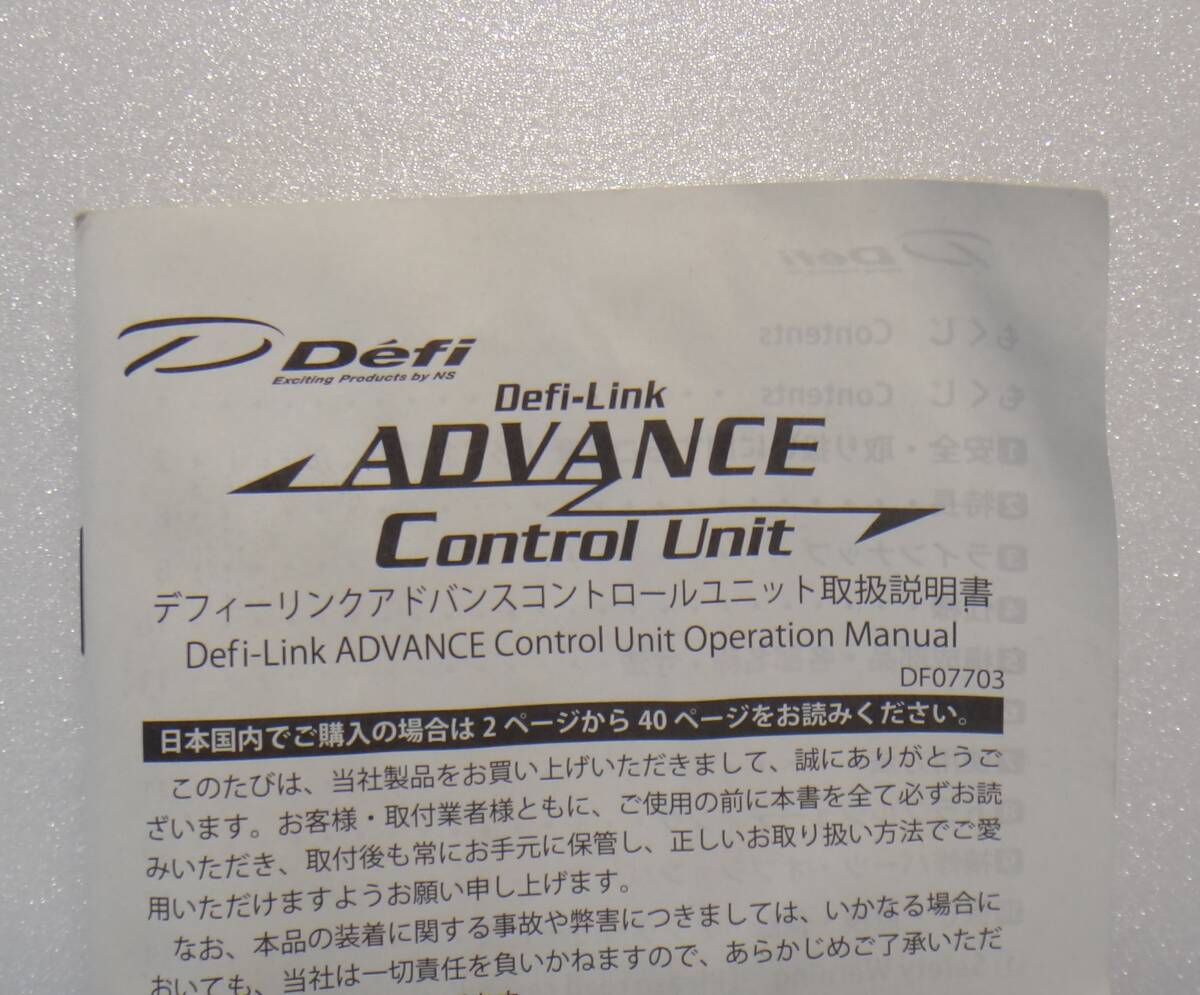 Défi
Exciting Products by NS
Defi-Link
ADVANCE
Control Unit
デフィーリンクアドバンスコントロールユニット取扱説明書
Defi-Link ADVANCE Control Unit Operation Manual
DF07703
日本国内でご購入の場合は 2 ページから 40 ページをお読みください。
このたびは、当社製品をお買い上げいただきまして、誠にありがとうご
ざいます。お客様・取付業者様ともに、ご使用の前に本書を全て必ずお読
みいただき、取付後も常にお手元に保管し、正しいお取り扱い方法でご愛
用いただけますようお願い申し上げます。
なお、本品の装着に関する事故や弊害につきましては、いかなる場合に
おいても、当社は一切責任を負いかねますので、あらかじめご了承いただ